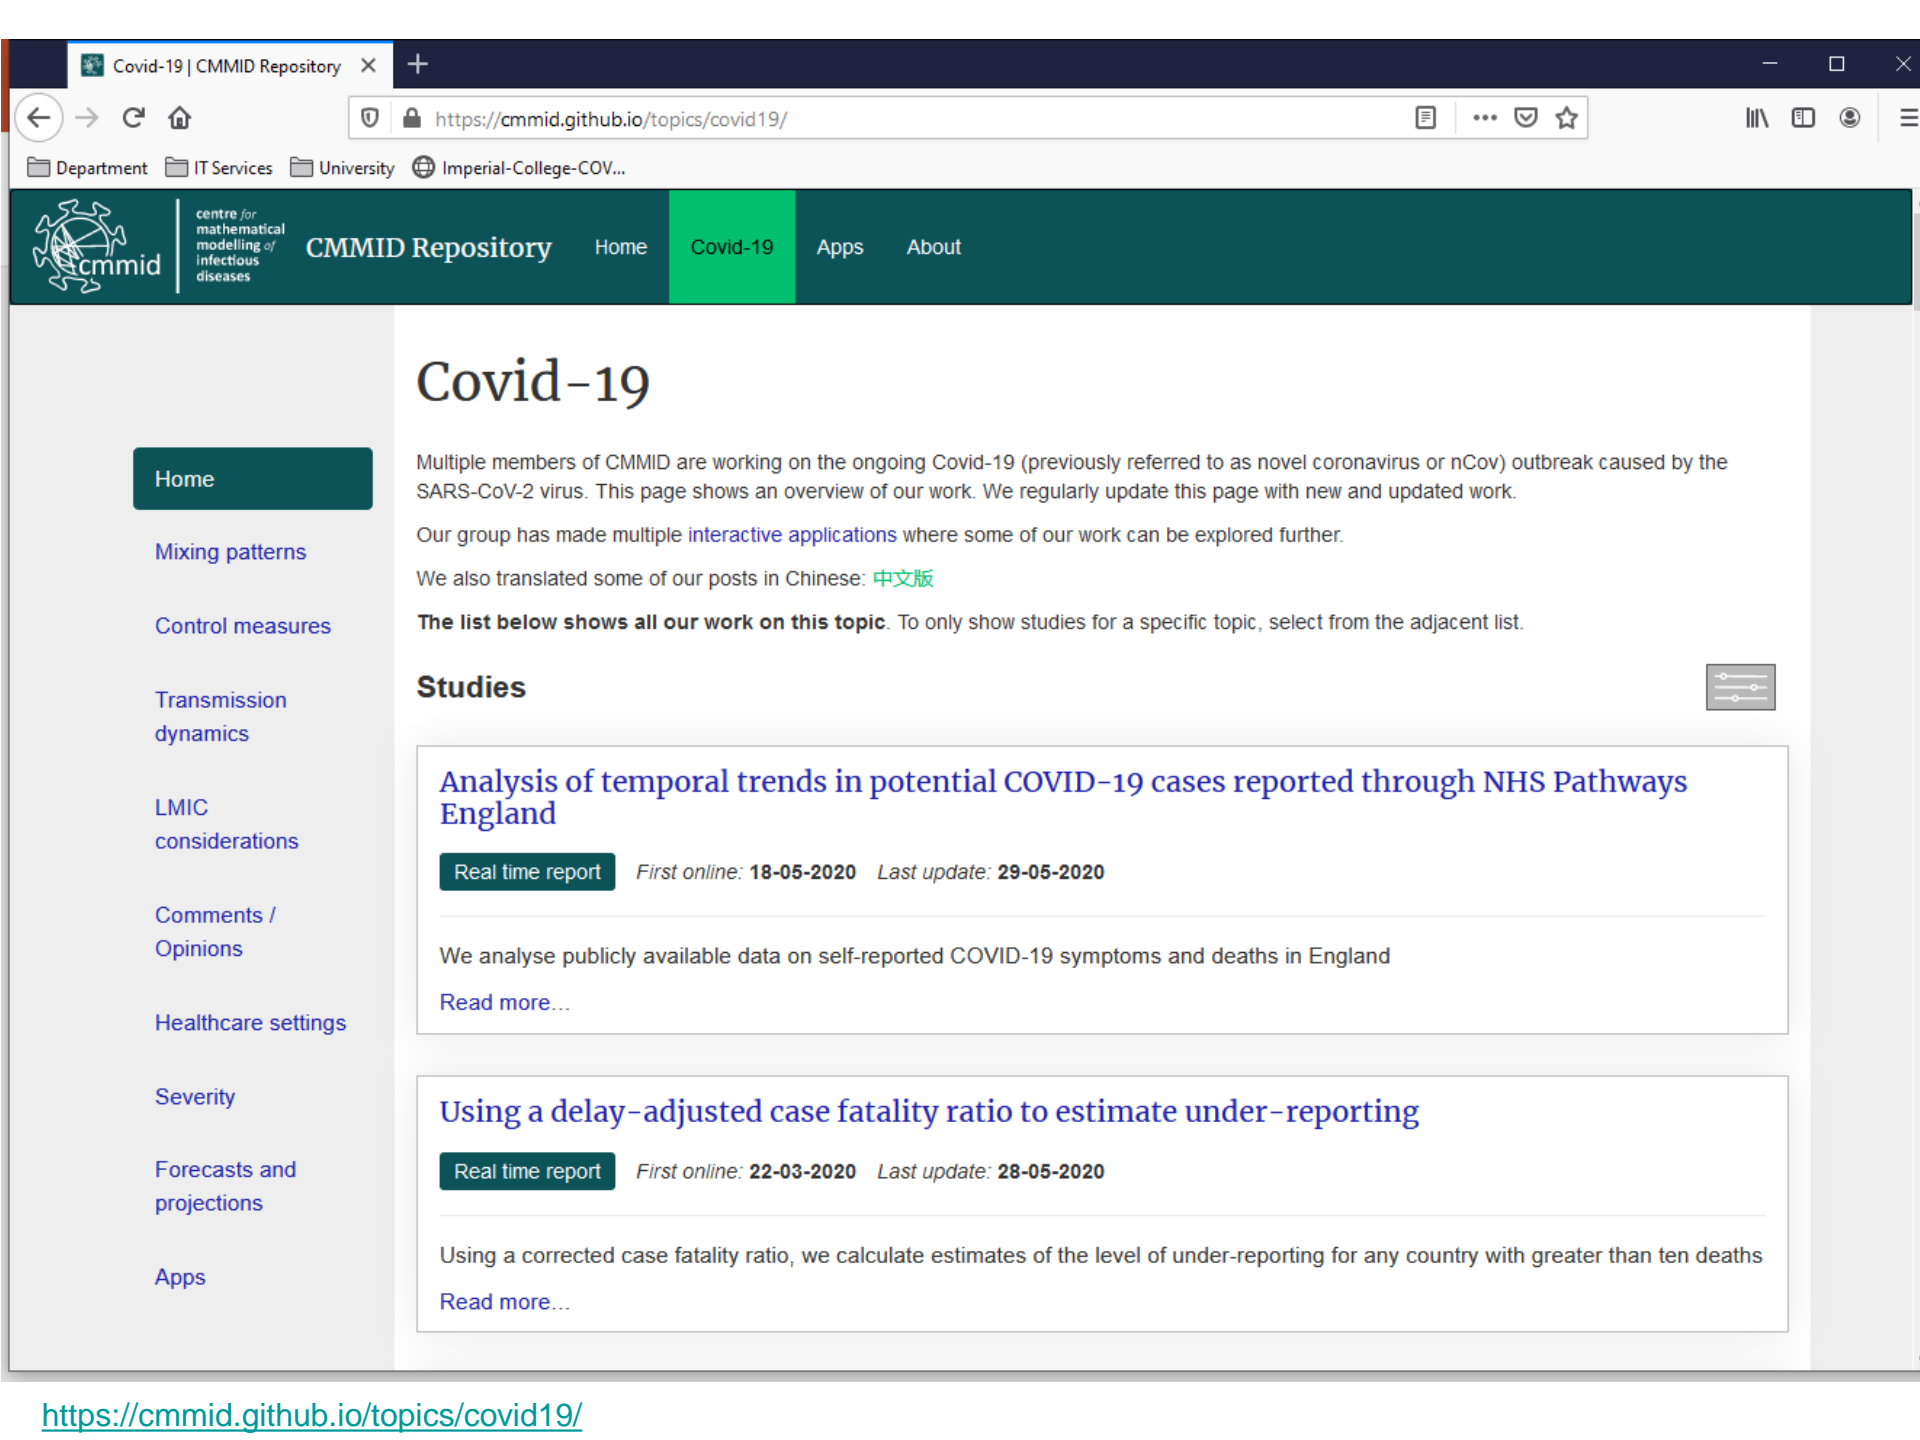 Covid-19 | CMMID Repository
https://cmmid.github.io/topics/covid19/
Department IT Services University Imperial-College-COV...
cmmid
centre for
mathematical
modelling of
infectious
diseases
CMMID Repository Home Covid-19 Apps About
Covid-19
Home
Mixing patterns
Control measures
Transmission
dynamics
LMIC
considerations
Comments /
Opinions
Healthcare settings
Severity
Forecasts and
projections
Apps
Multiple members of CMMID are working on the ongoing Covid-19 (previously referred to as novel coronavirus or nCov) outbreak caused by the
SARS-CoV-2 virus. This page shows an overview of our work. We regularly update this page with new and updated work.
Our group has made multiple interactive applications where some of our work can be explored further.
We also translated some of our posts in Chinese: 中文版
The list below shows all our work on this topic. To only show studies for a specific topic, select from the adjacent list.
Studies
Analysis of temporal trends in potential COVID-19 cases reported through NHS Pathways
England
Real time report First online: 18-05-2020 Last update: 29-05-2020
We analyse publicly available data on self-reported COVID-19 symptoms and deaths in England
Read more...
Using a delay-adjusted case fatality ratio to estimate under-reporting
Real time report First online: 22-03-2020 Last update: 28-05-2020
Using a corrected case fatality ratio, we calculate estimates of the level of under-reporting for any country with greater than ten deaths
Read more...
https://cmmid.github.io/topics/covid19/